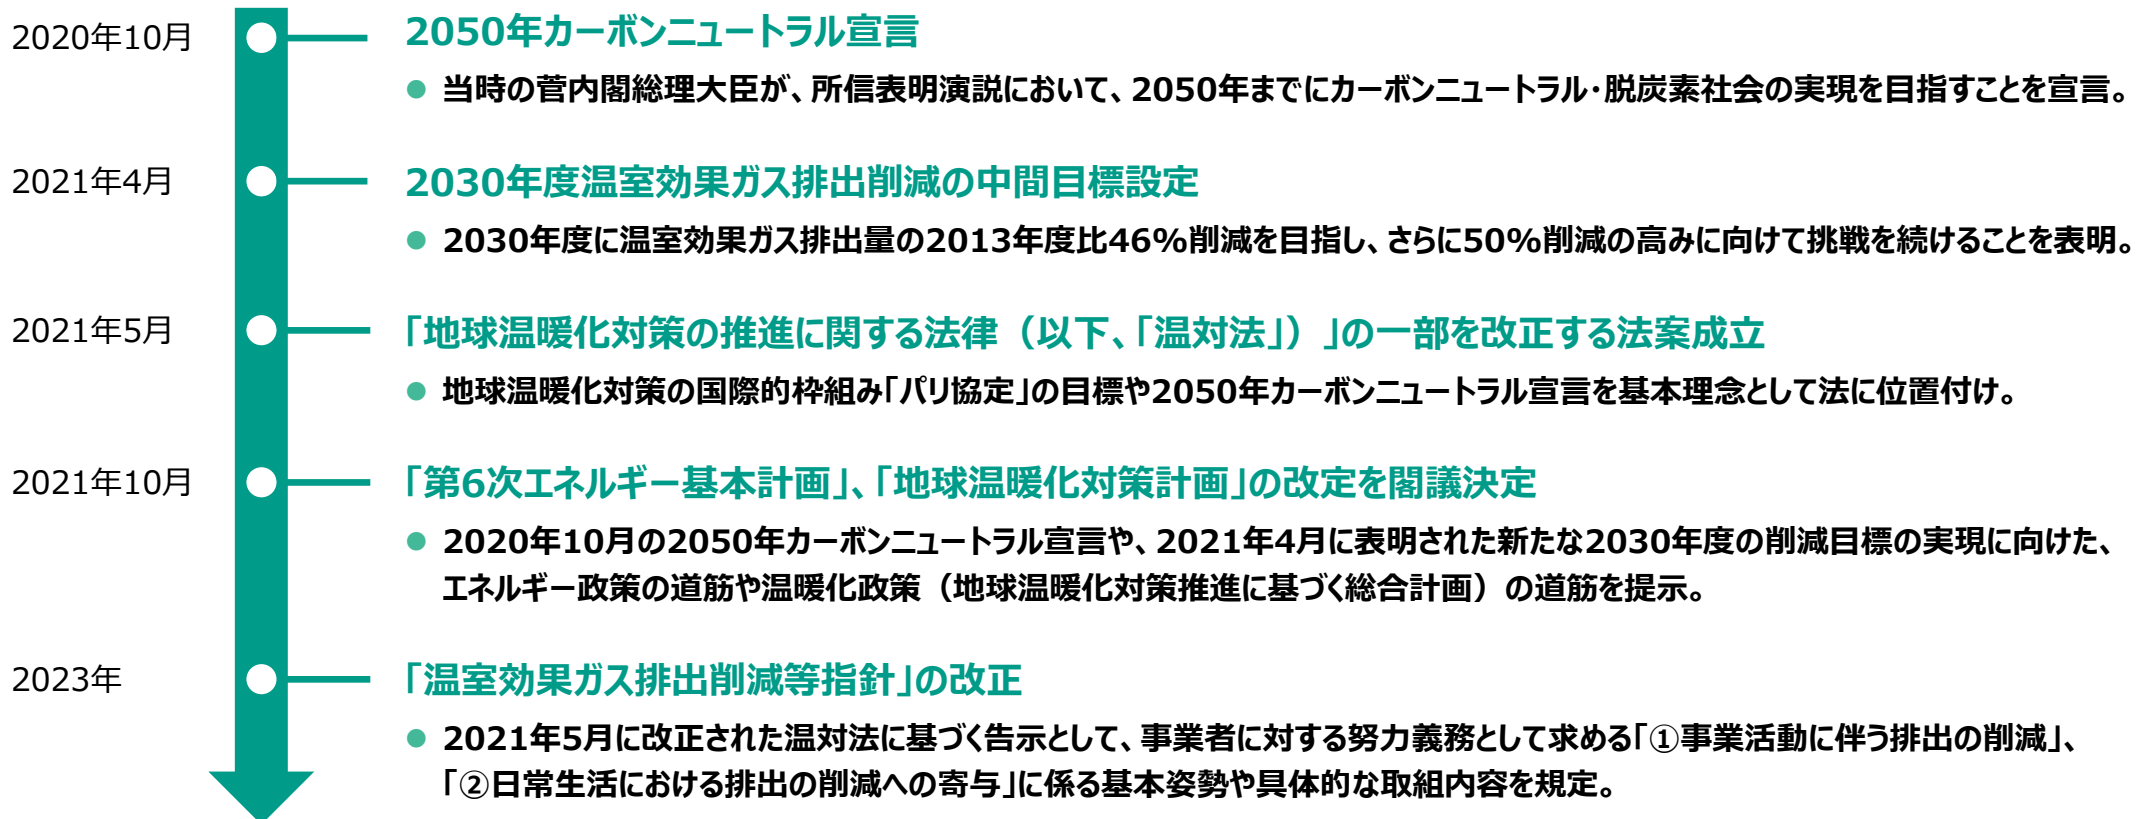 2020年10月
2050年カーボンニュートラル宣言
● 当時の菅内閣総理大臣が、所信表明演説において、2050年までにカーボンニュートラル・脱炭素社会の実現を目指すことを宣言。
2021年4月
2030年度温室効果ガス排出削減の中間目標設定
● 2030年度に温室効果ガス排出量の2013年度比46%削減を目指し、さらに50%削減の高みに向けて挑戦を続けることを表明。
2021年5月
「地球温暖化対策の推進に関する法律（以下、「温対法」）」の一部を改正する法案成立
● 地球温暖化対策の国際的枠組み「パリ協定」の目標や2050年カーボンニュートラル宣言を基本理念として法に位置付け。
2021年10月
「第6次エネルギー基本計画」、「地球温暖化対策計画」の改定を閣議決定
● 2020年10月の2050年カーボンニュートラル宣言や、2021年4月に表明された新たな2030年度の削減目標の実現に向けた、
エネルギー政策の道筋や温暖化政策（地球温暖化対策推進に基づく総合計画）の道筋を提示。
2023年
「温室効果ガス排出削減等指針」の改正
● 2021年5月に改正された温対法に基づく告示として、事業者に対する努力義務として求める「①事業活動に伴う排出の削減」、
「②日常生活における排出の削減への寄与」に係る基本姿勢や具体的な取組内容を規定。